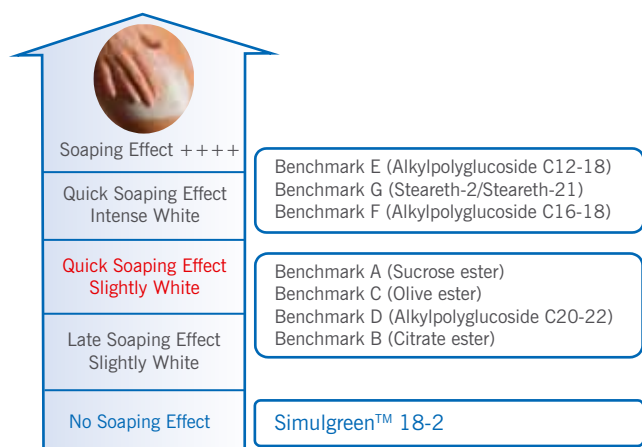 Soaping Effect ++++
Quick Soaping Effect
Intense White
Quick Soaping Effect
Slightly White
Late Soaping Effect
Slightly White
No Soaping Effect
Benchmark E (Alkylpolyglucoside C12-18)
Benchmark G (Steareth-2/Steareth-21)
Benchmark F (Alkylpolyglucoside C16-18)
Benchmark A (Sucrose ester)
Benchmark C (Olive ester)
Benchmark D (Alkylpolyglucoside C20-22)
Benchmark B (Citrate ester)
Simulgreen™ 18-2